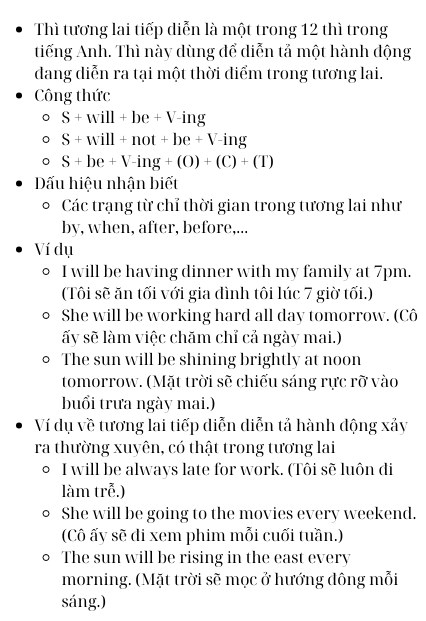 Thì tương lai tiếp diễn là một trong 12 thì trong
tiếng Anh. Thì này dùng để diễn tả một hành động
đang diễn ra tại một thời điểm trong tương lai.
Công thức
S + will + be + V-ing
S + will + not + be + V-ing
S + be + V-ing + (O) + (C) + (T)
Dấu hiệu nhận biết
Các trạng từ chỉ thời gian trong tương lai như
by, when, after, before,...
Ví dụ
I will be having dinner with my family at 7pm.
(Tôi sẽ ăn tối với gia đình tôi lúc 7 giờ tối.)
She will be working hard all day tomorrow. (Cô
ấy sẽ làm việc chăm chỉ cả ngày mai.)
The sun will be shining brightly at noon
tomorrow. (Mặt trời sẽ chiếu sáng rực rỡ vào
buổi trưa ngày mai.)
Ví dụ về tương lai tiếp diễn diễn tả hành động xảy
ra thường xuyên, có thật trong tương lai
I will be always late for work. (Tôi sẽ luôn đi
làm trễ.)
She will be going to the movies every weekend.
(Cô ấy sẽ đi xem phim mỗi cuối tuần.)
The sun will be rising in the east every
morning. (Mặt trời sẽ mọc ở hướng đông mỗi
sáng.)